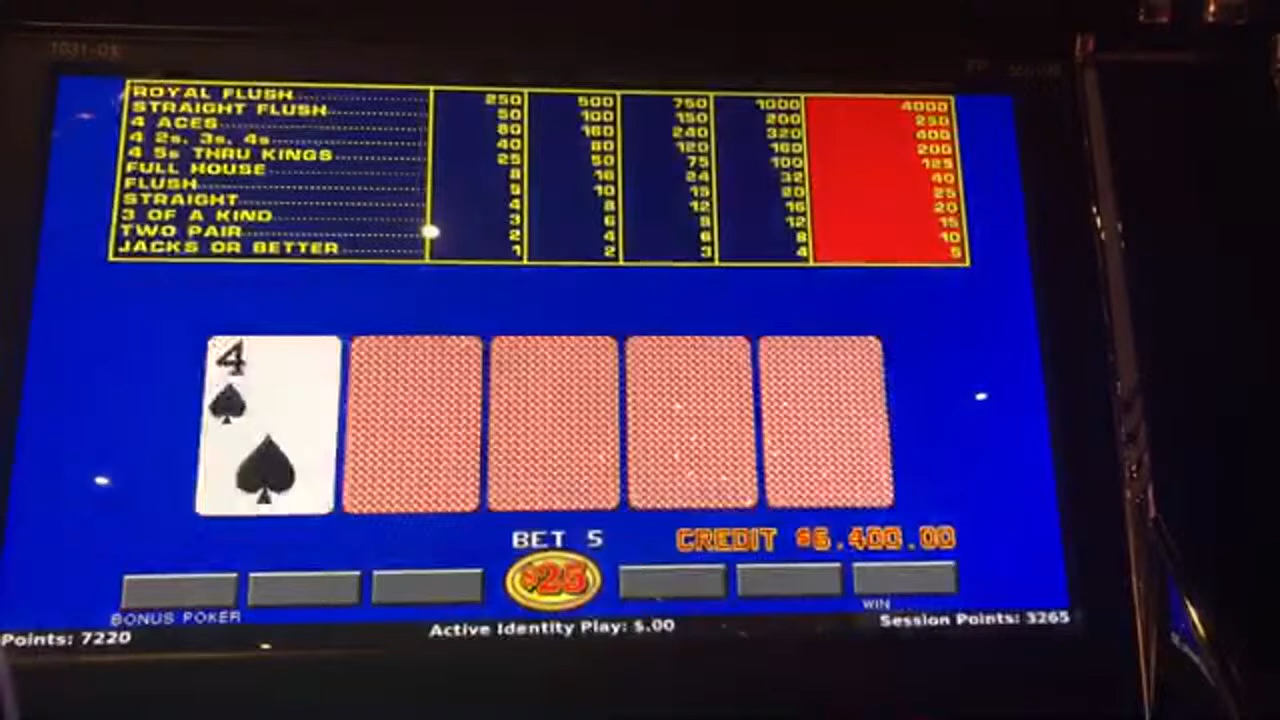 ROYAL FLUSH 250 500 750 1000 4000
STRAIGHT FLUSH 50 100 150 200 250
4 ACES 80 160 240 320 400
4 2s, 3s, 4s 40 80 120 160 200
4 5s THRU KINGS 25 50 75 100 125
FULL HOUSE 8 16 24 32 40
FLUSH 5 10 15 20 25
STRAIGHT 4 8 12 16 20
3 OF A KIND 3 6 9 12 15
TWO PAIR 2 4 6 8 10
JACKS OR BETTER 1 2 3 4 5
4
BET 5 CREDIT $6,400.00
$25
BONUS POKER WIN
Points: 7220 Active Identity Play: $.00 Session Points: 3265